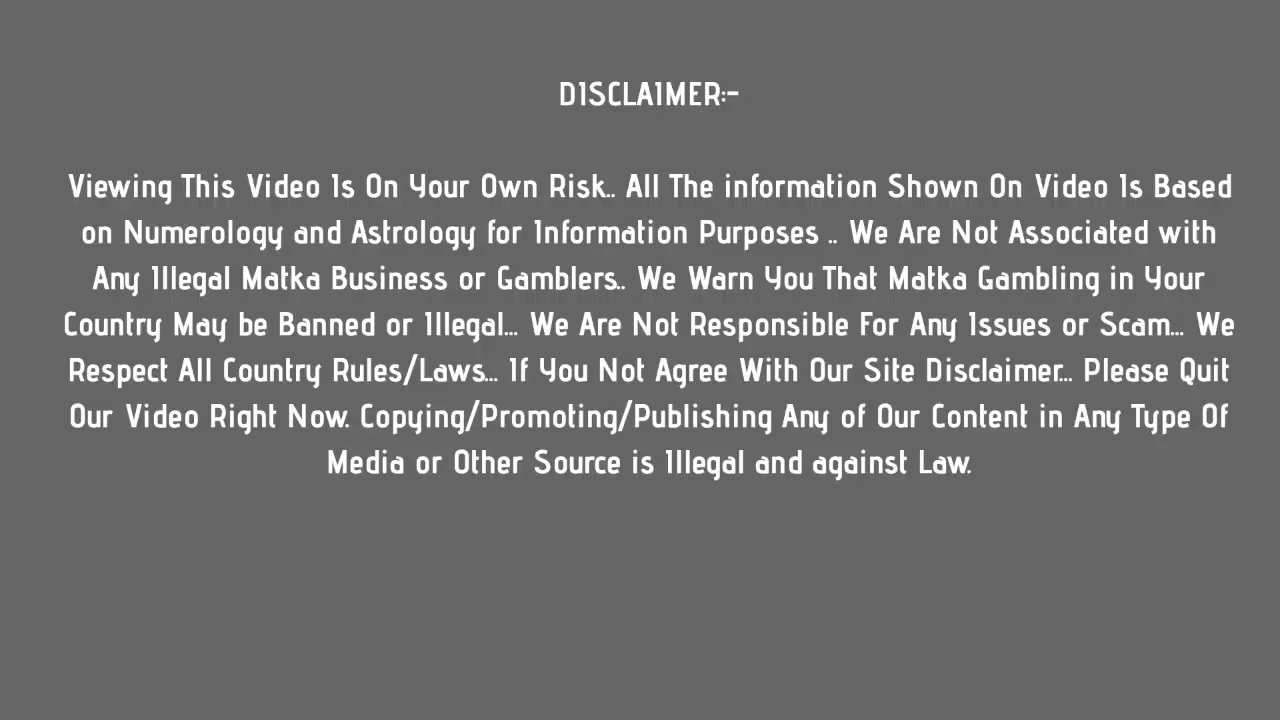 DISCLAIMER:-
Viewing This Video Is On Your Own Risk.. All The information Shown On Video Is Based
on Numerology and Astrology for Information Purposes .. We Are Not Associated with
Any Illegal Matka Business or Gamblers.. We Warn You That Matka Gambling in Your
Country May be Banned or Illegal... We Are Not Responsible For Any Issues or Scam... We
Respect All Country Rules/Laws... If You Not Agree With Our Site Disclaimer... Please Quit
Our Video Right Now. Copying/Promoting/Publishing Any of Our Content in Any Type Of
Media or Other Source is Illegal and against Law.